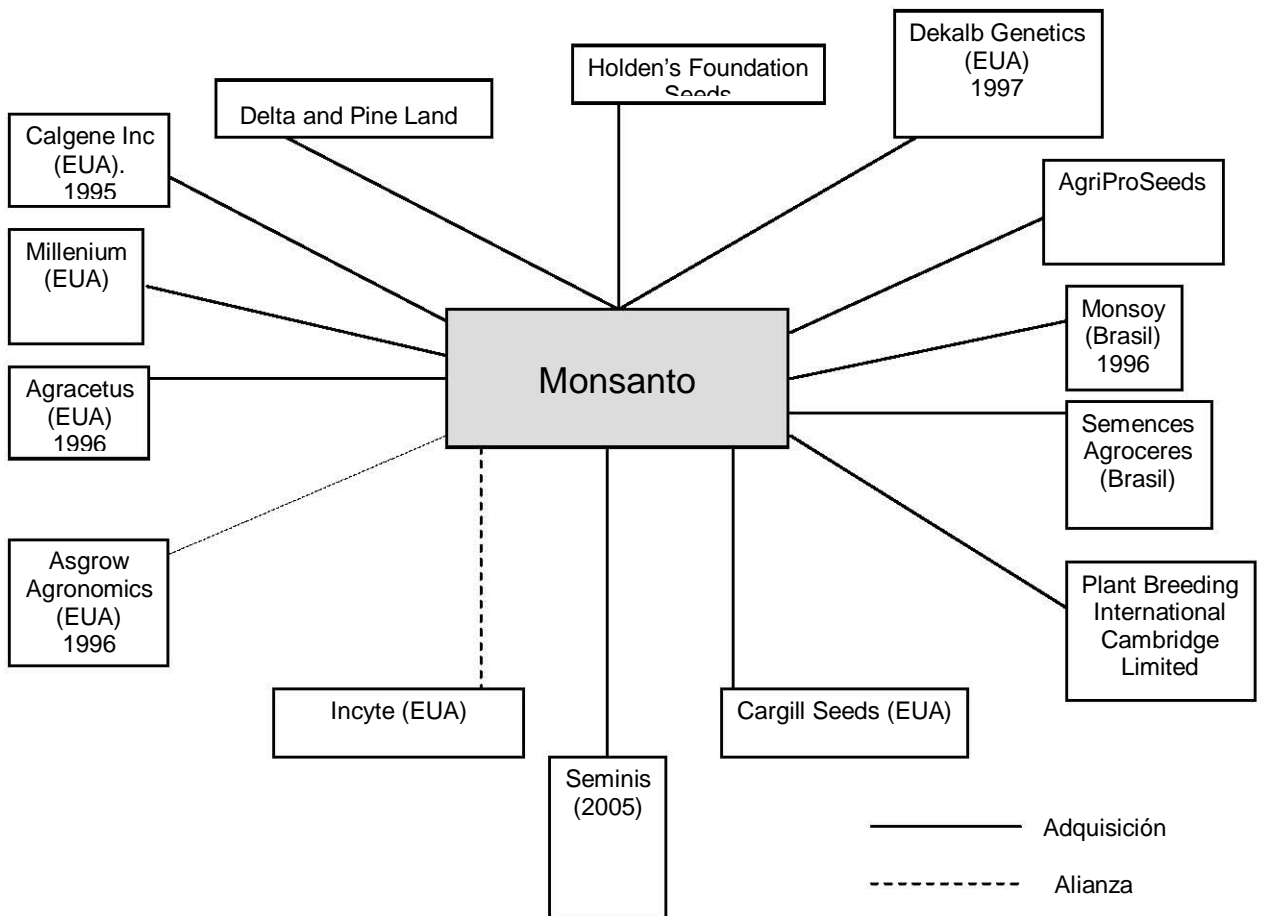 Dekalb Genetics
(EUA)
1997
Holden's Foundation
Seeds
Delta and Pine Land
Calgene Inc
(EUA).
1995
AgriProSeeds
Millenium
(EUA)
Monsoy
(Brasil)
1996
Monsanto
Agracetus
(EUA)
1996
Semences
Agroceres
(Brasil)
Asgrow
Agronomics
(EUA)
1996
Plant Breeding
International
Cambridge
Limited
Incyte (EUA)
Cargill Seeds (EUA)
Seminis
(2005)
Adquisición
Alianza